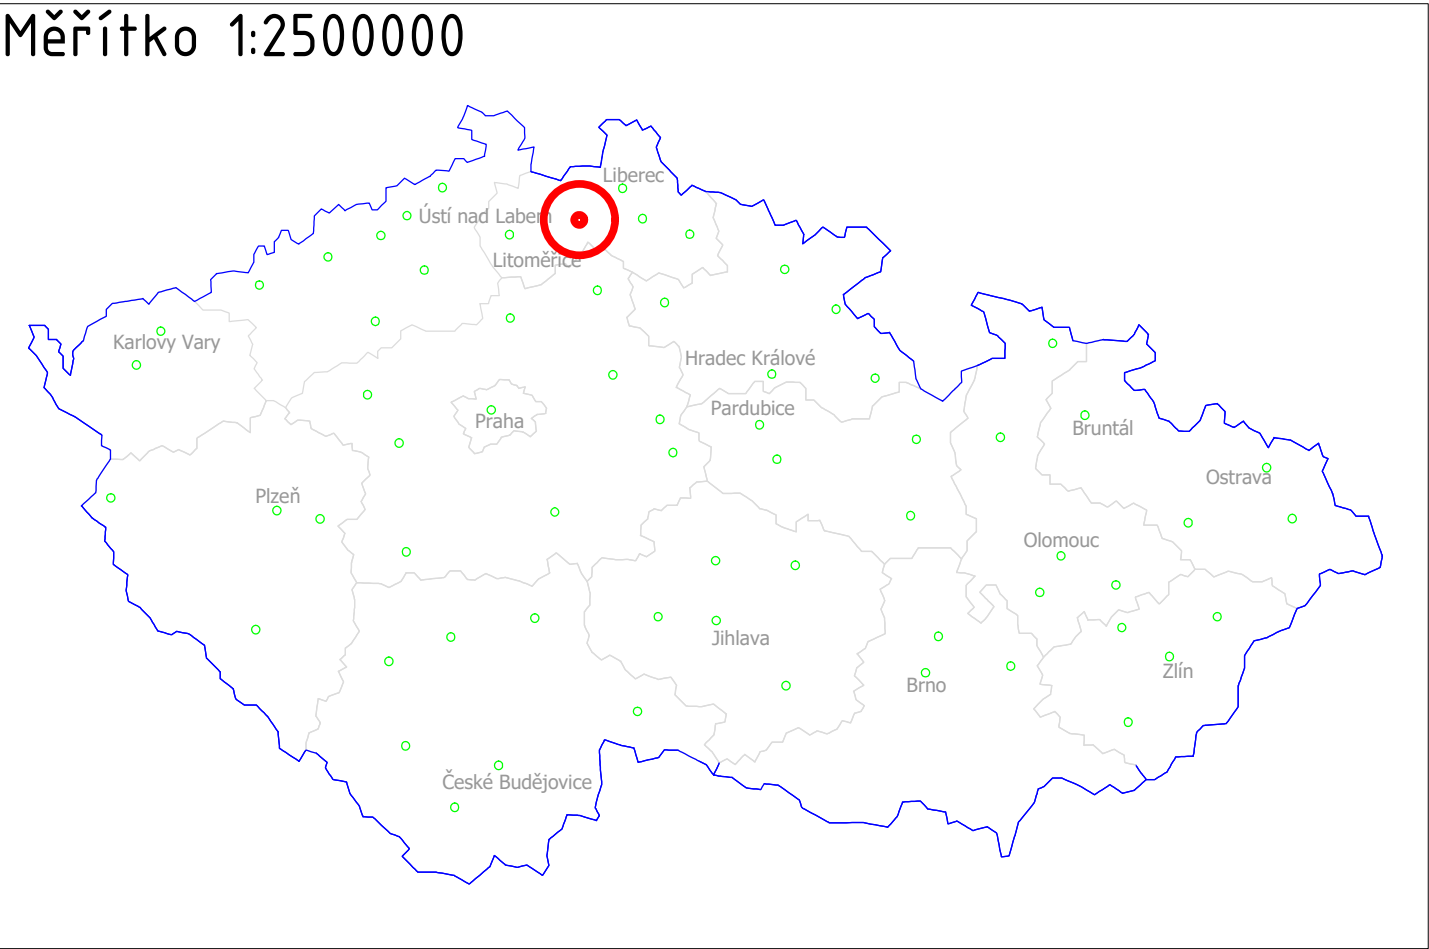 Měřítko 1:2500000
Liberec
Ústí nad Labem
Litoměřice
Karlovy Vary
Hradec Králové
Pardubice
Praha
Bruntál
Ostrava
Plzeň
Olomouc
Jihlava
Zlín
Brno
České Budějovice